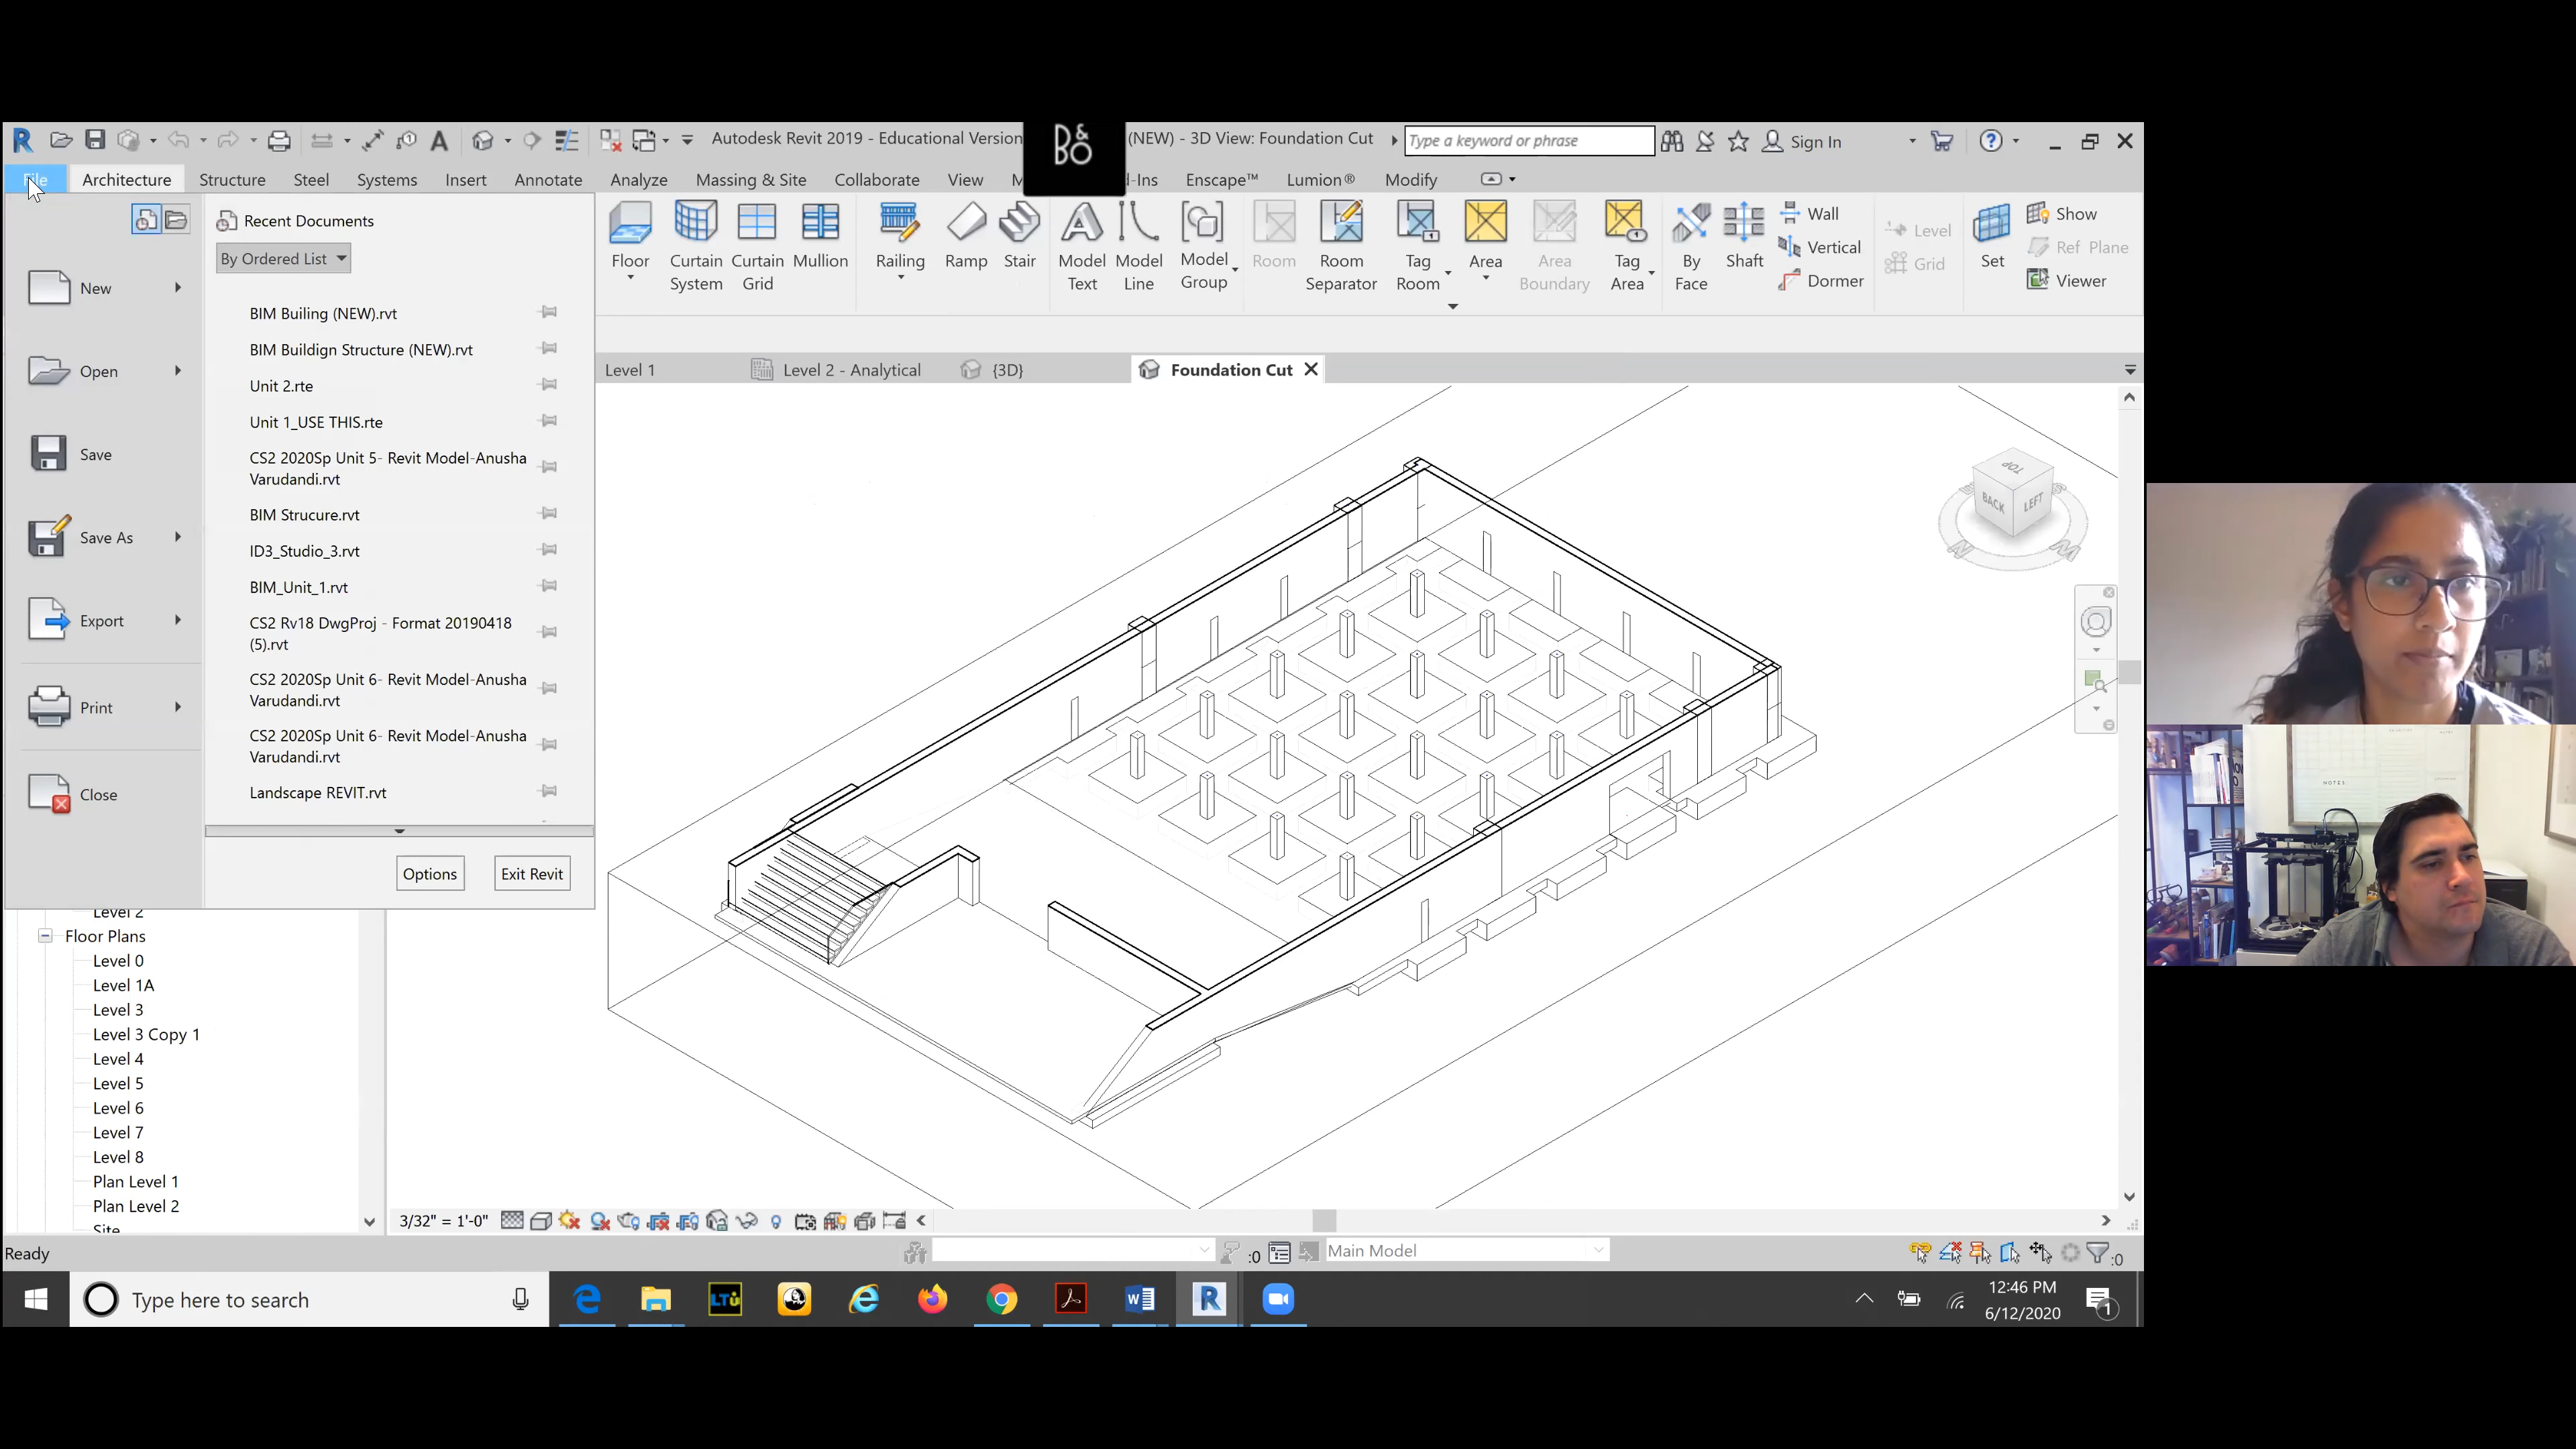 Autodesk Revit 2019 - Educational Version
B&O
(NEW) - 3D View: Foundation Cut
Type a keyword or phrase
Sign In
File
Architecture
Structure
Steel
Systems
Insert
Annotate
Analyze
Massing & Site
Collaborate
View
M
d-Ins
Enscape™
Lumion®
Modify
Recent Documents
By Ordered List
New
Open
Save
Save As
Export
Print
Close
BIM Builing (NEW).rvt
BIM Buildign Structure (NEW).rvt
Unit 2.rte
Unit 1_USE THIS.rte
CS2 2020Sp Unit 5- Revit Model-Anusha
Varudandi.rvt
BIM Strucure.rvt
ID3_Studio_3.rvt
BIM_Unit_1.rvt
CS2 Rv18 DwgProj - Format 20190418
(5).rvt
CS2 2020Sp Unit 6- Revit Model-Anusha
Varudandi.rvt
CS2 2020Sp Unit 6- Revit Model-Anusha
Varudandi.rvt
Landscape REVIT.rvt
Options
Exit Revit
Floor
Curtain
System
Curtain
Grid
Mullion
Railing
Ramp
Stair
Model
Text
Model
Line
Model
Group
Room
Room
Separator
Tag
Room
Area
Area
Boundary
Tag
Area
By
Face
Shaft
Wall
Vertical
Dormer
Level
Grid
Set
Show
Ref Plane
Viewer
Level 1
Level 2 - Analytical
{3D}
Foundation Cut
TOP
BACK
LEFT
NOTES
Level 2
Floor Plans
Level 0
Level 1A
Level 3
Level 3 Copy 1
Level 4
Level 5
Level 6
Level 7
Level 8
Plan Level 1
Plan Level 2
Site
3/32" = 1'-0"
Ready
:0
Main Model
:0
Type here to search
LTU
12:46 PM
6/12/2020
1